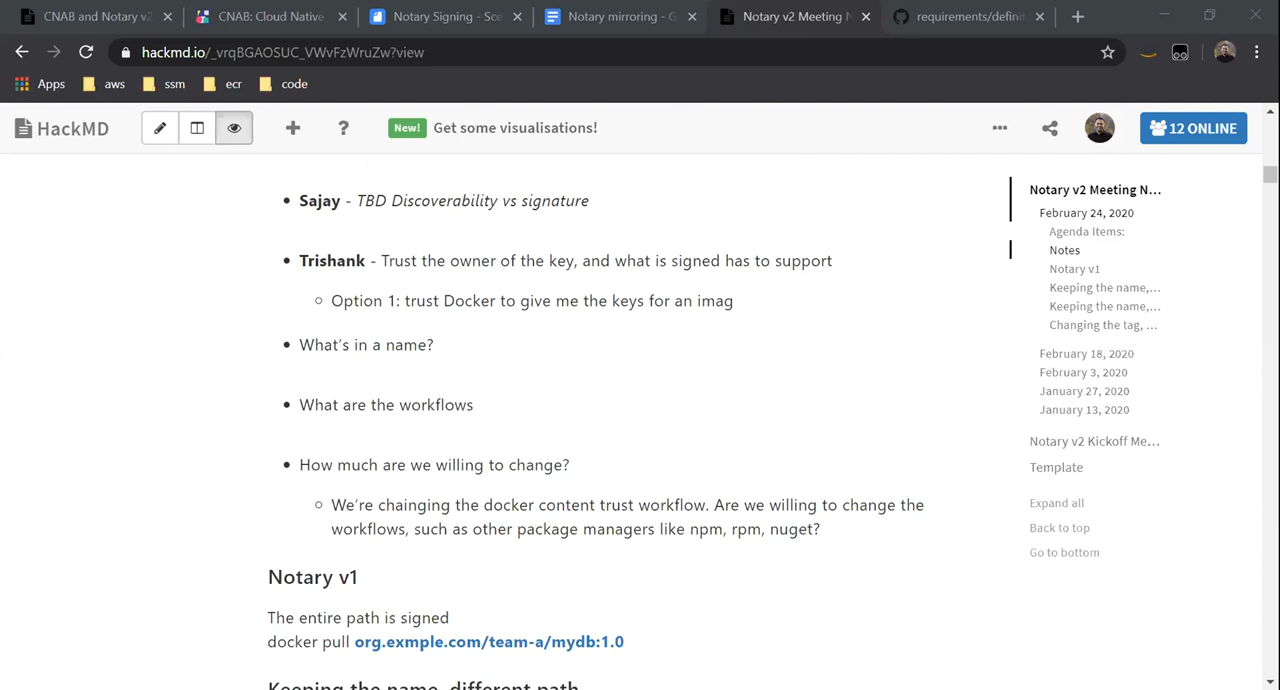 CNAB and Notary v2
CNAB: Cloud Native
Notary Signing - Sce
Notary mirroring - G
Notary v2 Meeting N
requirements/definit
hackmd.io/_vrqBGAOSUC_VWvFzWruZw?view
Apps
aws
ssm
ecr
code
HackMD
New! Get some visualisations!
12 ONLINE
Sajay - TBD Discoverability vs signature
Trishank - Trust the owner of the key, and what is signed has to support
Option 1: trust Docker to give me the keys for an imag
What's in a name?
What are the workflows
How much are we willing to change?
We're chainging the docker content trust workflow. Are we willing to change the
workflows, such as other package managers like npm, rpm, nuget?
Notary v1
The entire path is signed
docker pull org.exmple.com/team-a/mydb:1.0
Keeping the name, different path
Notary v2 Meeting N...
February 24, 2020
Agenda Items:
Notes
Notary v1
Keeping the name,...
Keeping the name,...
Changing the tag, ...
February 18, 2020
February 3, 2020
January 27, 2020
January 13, 2020
Notary v2 Kickoff Me...
Template
Expand all
Back to top
Go to bottom